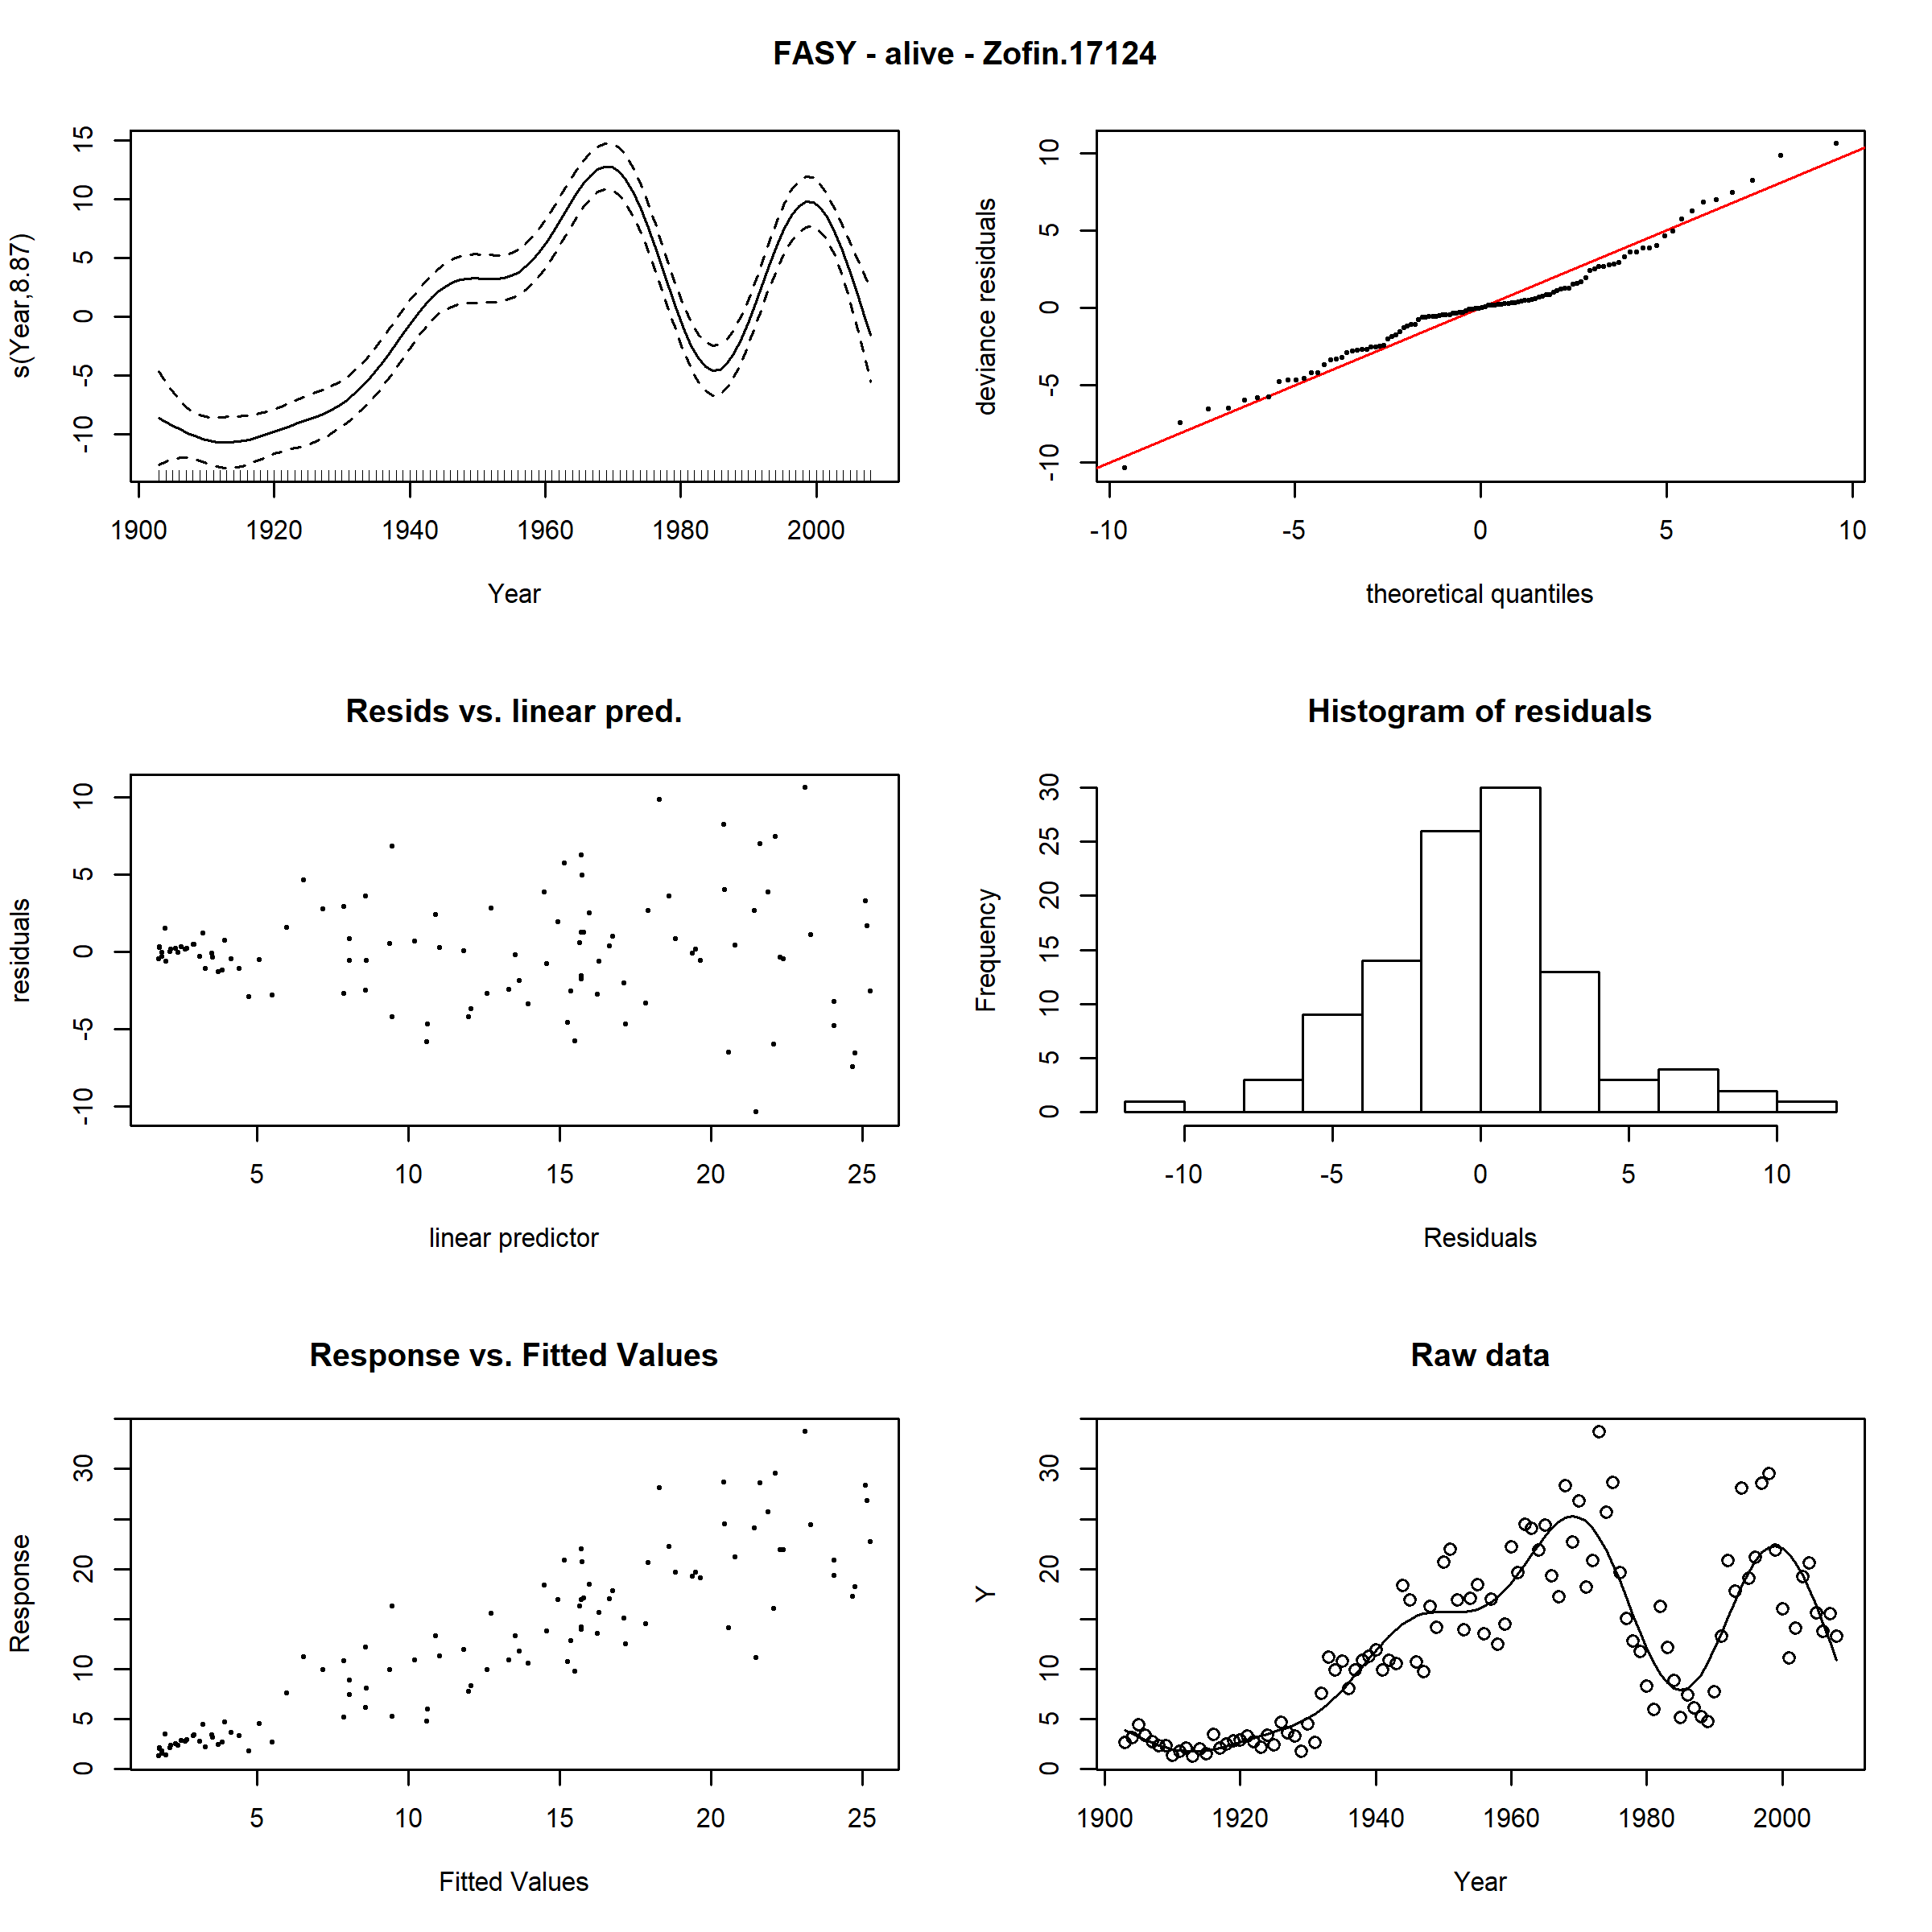 FASY - alive - Zofin.17124
s(Year,8.87)
15
10
5
0
-5
-10
1900 1920 1940 1960 1980 2000
Year
deviance residuals
10
5
0
-5
-10
-10 -5 0 5 10
theoretical quantiles
Resids vs. linear pred.
residuals
10
5
0
-5
-10
5 10 15 20 25
linear predictor
Histogram of residuals
Frequency
30
25
20
15
10
5
0
-10 -5 0 5 10
Residuals
Response vs. Fitted Values
Response
30
20
10
5
0
5 10 15 20 25
Fitted Values
Raw data
Y
30
20
10
5
0
1900 1920 1940 1960 1980 2000
Year